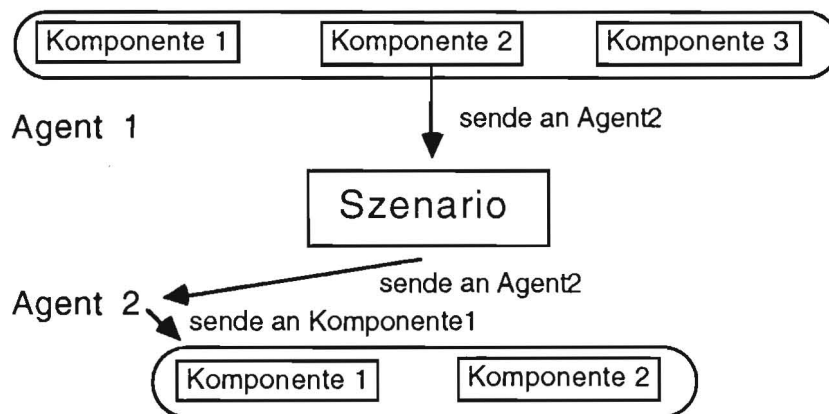 Komponente 1 Komponente 2 Komponente 3
Agent 1
sende an Agent2
Szenario
sende an Agent2
Agent 2
sende an Komponente1
Komponente 1 Komponente 2